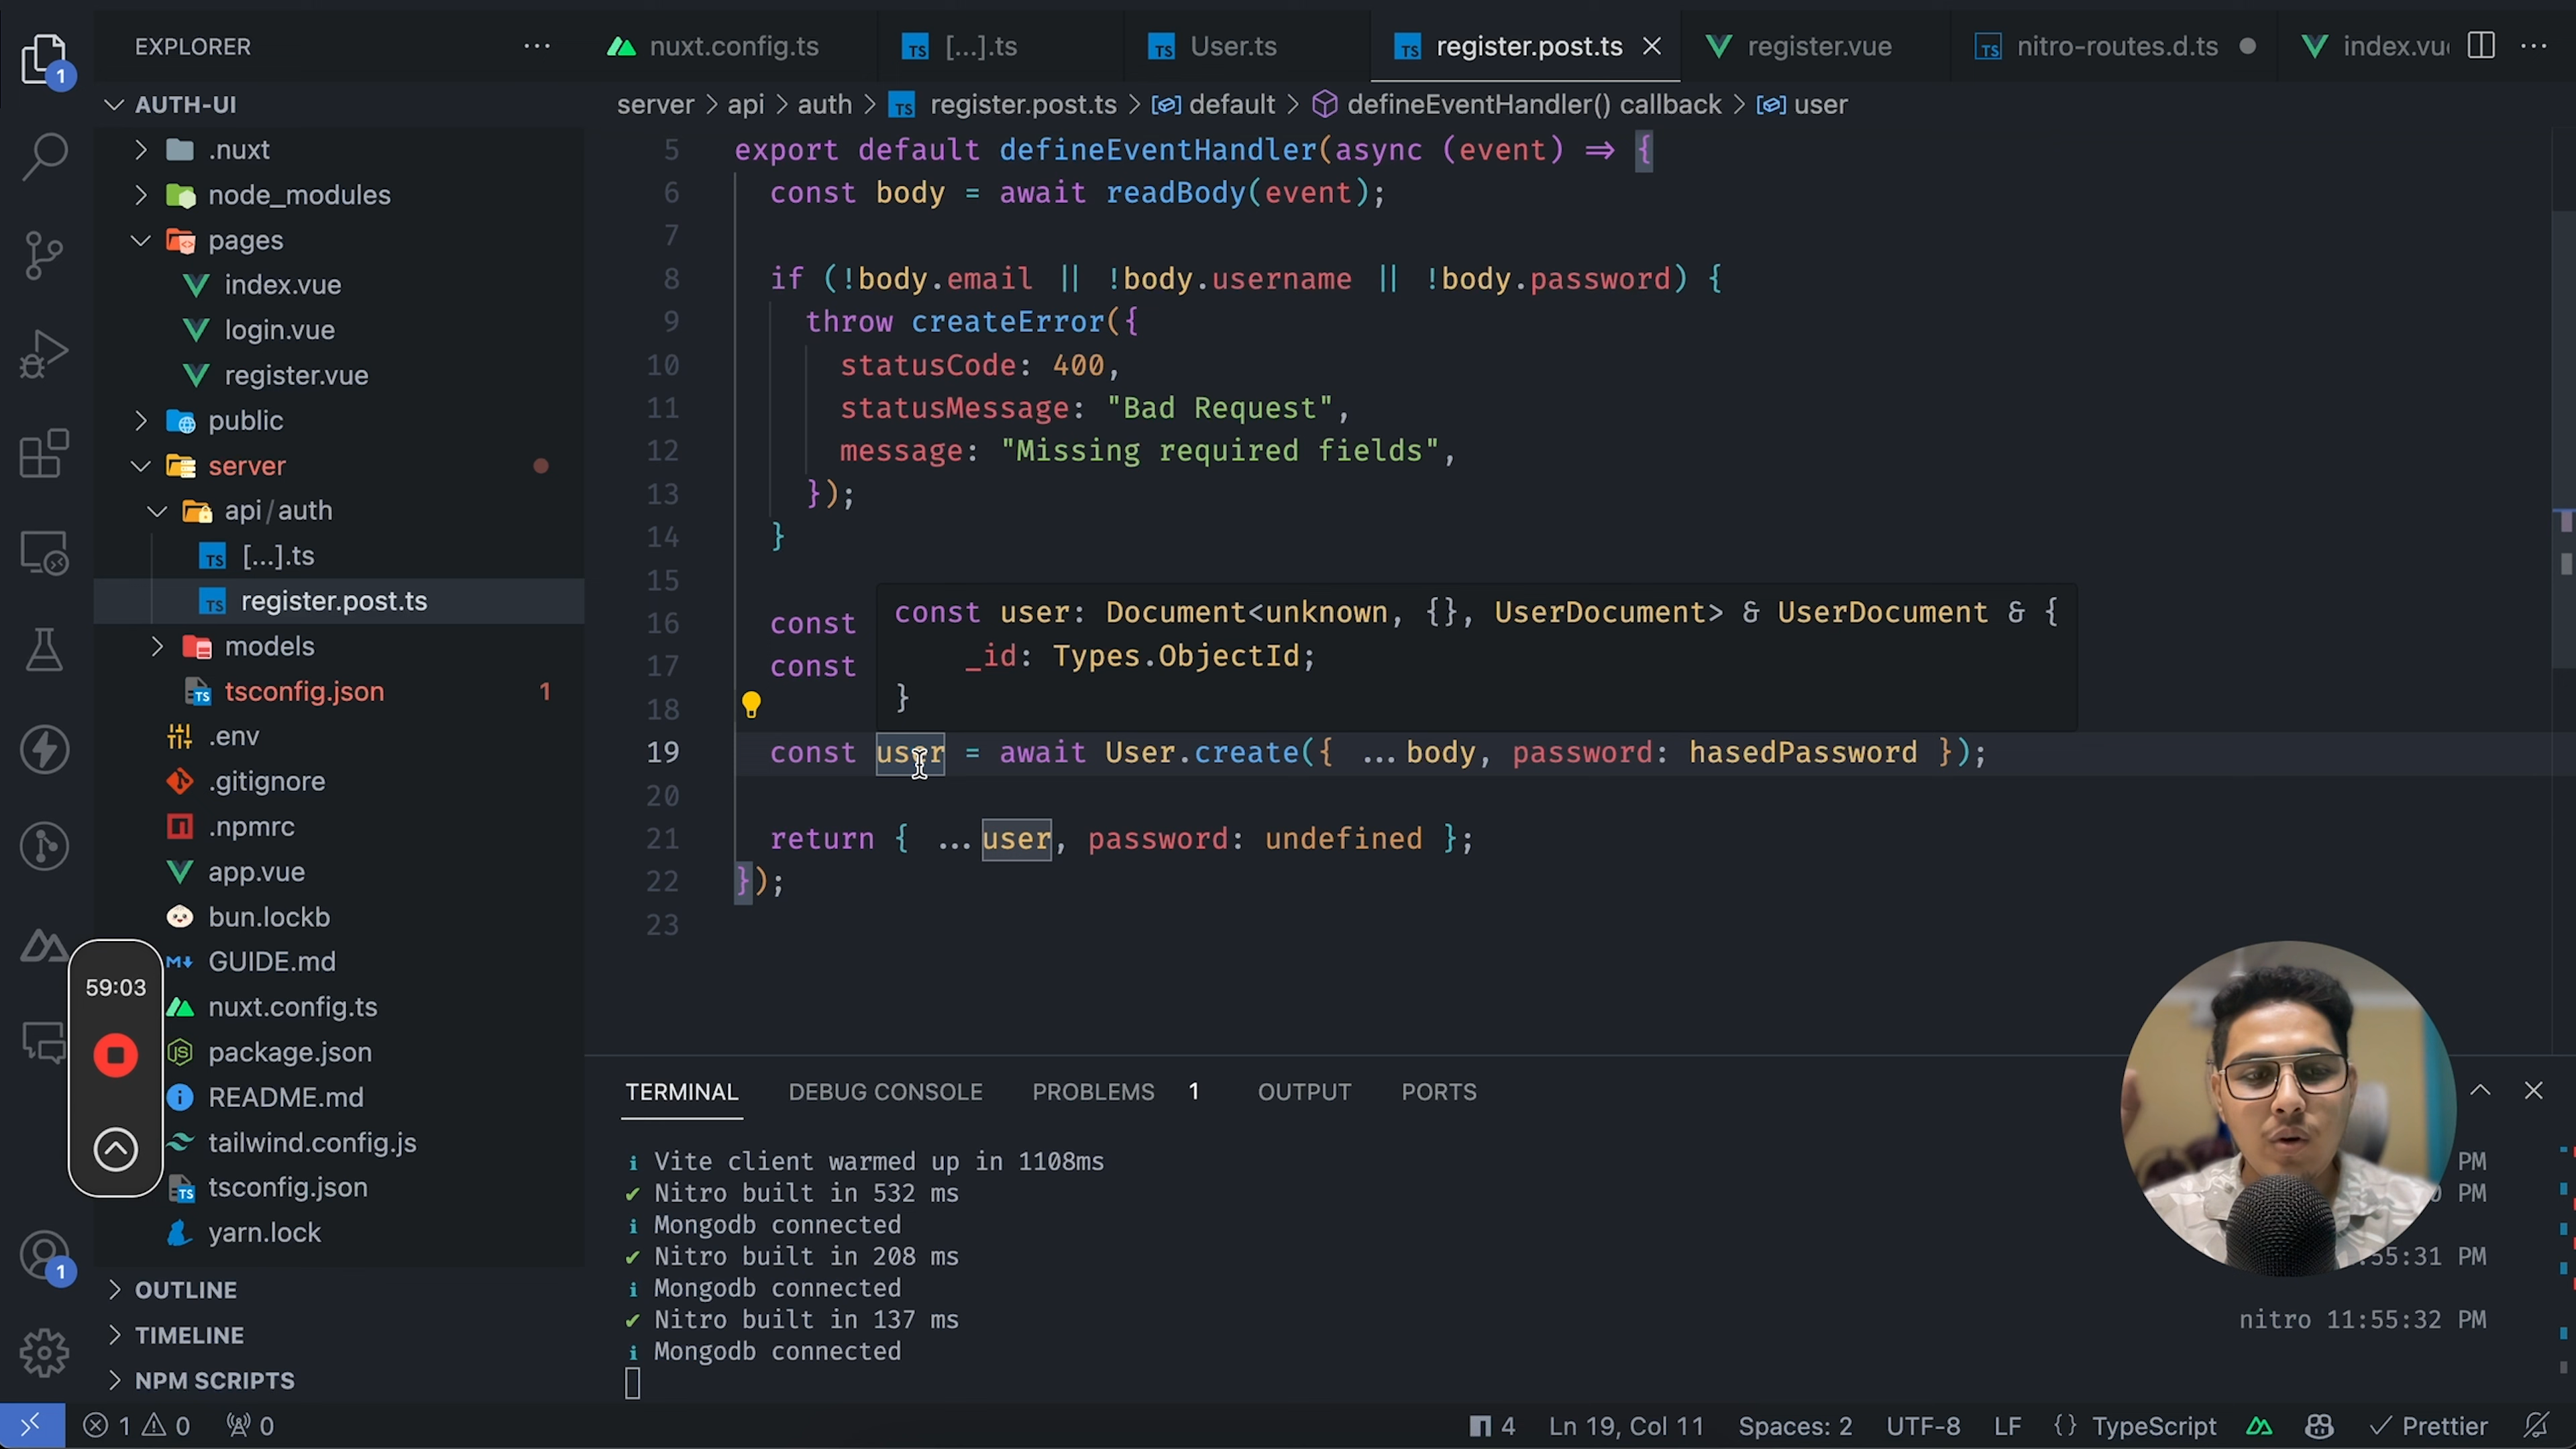 EXPLORER
nuxt.config.ts
[...].ts
User.ts
register.post.ts
register.vue
nitro-routes.d.ts
index.vu
1
AUTH-UI
.nuxt
node_modules
pages
index.vue
login.vue
register.vue
public
server
api/auth
[...].ts
register.post.ts
models
tsconfig.json 1
.env
.gitignore
.npmrc
app.vue
bun.lockb
GUIDE.md
nuxt.config.ts
package.json
README.md
tailwind.config.js
tsconfig.json
yarn.lock
OUTLINE
TIMELINE
NPM SCRIPTS
59:03
1
server > api > auth > register.post.ts > default > defineEventHandler() callback > user
5 export default defineEventHandler(async (event) => {
6 const body = await readBody(event);
7
8 if (!body.email || !body.username || !body.password) {
9 throw createError({
10 statusCode: 400,
11 statusMessage: "Bad Request",
12 message: "Missing required fields",
13 });
14 }
15
16 const
17 const
18
const user: Document<unknown, {}, UserDocument> & UserDocument & {
_id: Types.ObjectId;
}
19 const user = await User.create({ ...body, password: hasedPassword });
20
21 return { ...user, password: undefined };
22 });
23
TERMINAL DEBUG CONSOLE PROBLEMS 1 OUTPUT PORTS
i Vite client warmed up in 1108ms PM
✔ Nitro built in 532 ms PM
i Mongodb connected
✔ Nitro built in 208 ms 55:31 PM
i Mongodb connected
✔ Nitro built in 137 ms nitro 11:55:32 PM
i Mongodb connected
1 0 0 4 Ln 19, Col 11 Spaces: 2 UTF-8 LF {} TypeScript Prettier